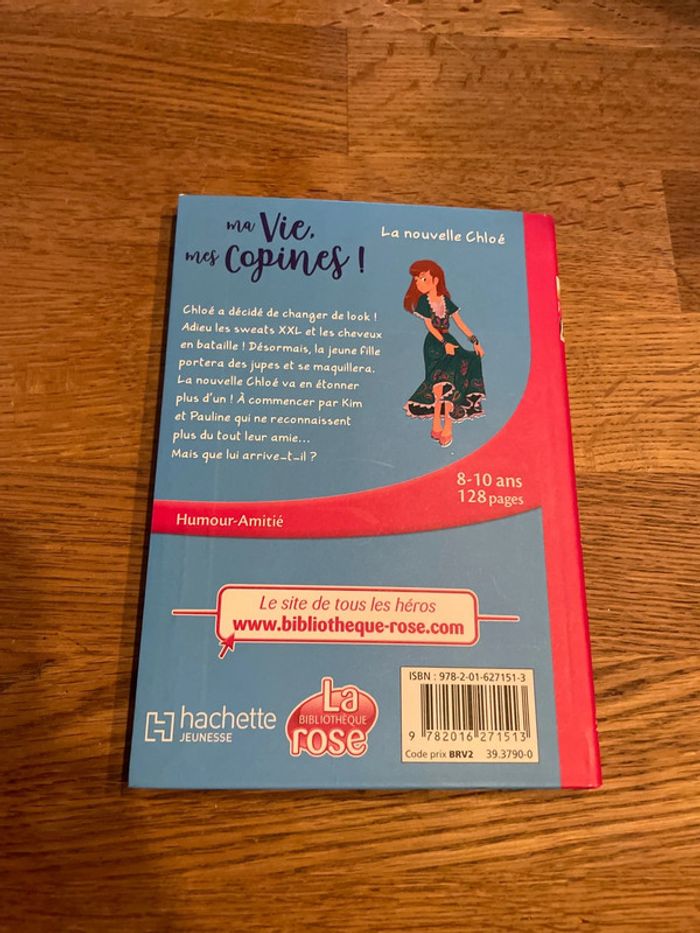 ma Vie,
mes Copines !
La nouvelle Chloé
Chloé a décidé de changer de look !
Adieu les sweats XXL et les cheveux
en bataille ! Désormais, la jeune fille
portera des jupes et se maquillera.
La nouvelle Chloé va en étonner
plus d'un ! À commencer par Kim
et Pauline qui ne reconnaissent
plus du tout leur amie...
Mais que lui arrive-t-il ?
8-10 ans
128 pages
Humour-Amitié
Le site de tous les héros
www.bibliotheque-rose.com
hachette
JEUNESSE
La
BIBLIOTHÈQUE
rose
ISBN : 978-2-01-627151-3
9 782016 271513
Code prix BRV2 39.3790-0